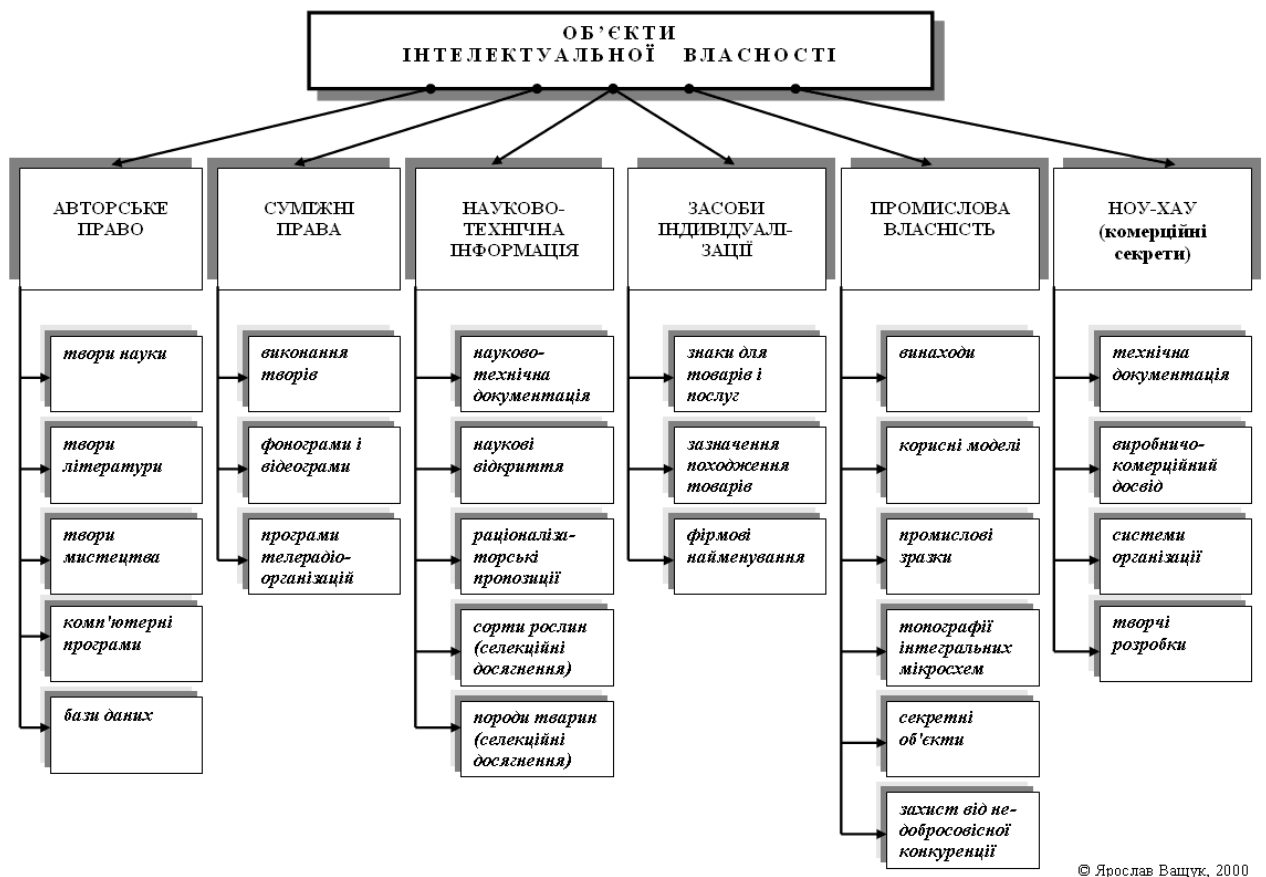 ОБ’ЄКТИ
ІНТЕЛЕКТУАЛЬНОЇ ВЛАСНОСТІ
АВТОРСЬКЕ
ПРАВО
СУМІЖНІ
ПРАВА
НАУКОВО-
ТЕХНІЧНА
ІНФОРМАЦІЯ
ЗАСОБИ
ІНДИВІДУАЛІ-
ЗАЦІЇ
ПРОМИСЛОВА
ВЛАСНІСТЬ
НОУ-ХАУ
(комерційні
секрети)
твори науки
твори
літератури
твори
мистецтва
комп'ютерні
програми
бази даних
виконання
творів
фонограми і
відеограми
програми
телерадіо-
організацій
науково-
технічна
документація
наукові
відкриття
раціоналіза-
торські
пропозиції
сорти рослин
(селекційні
досягнення)
породи тварин
(селекційні
досягнення)
знаки для
товарів і
послуг
зазначення
походження
товарів
фірмові
найменування
винаходи
корисні моделі
промислові
зразки
топографії
інтегральних
мікросхем
секретні
об'єкти
захист від не-
добросовісної
конкуренції
технічна
документація
виробничо-
комерційний
досвід
системи
організації
творчі
розробки
© Ярослав Ващук, 2000